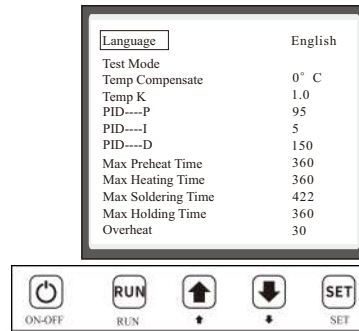 Language English
Test Mode
Temp Compensate 0° C
Temp K 1.0
PID----P 95
PID----I 5
PID----D 150
Max Preheat Time 360
Max Heating Time 360
Max Soldering Time 422
Max Holding Time 360
Overheat 30
RUN SET
ON-OFF RUN SET